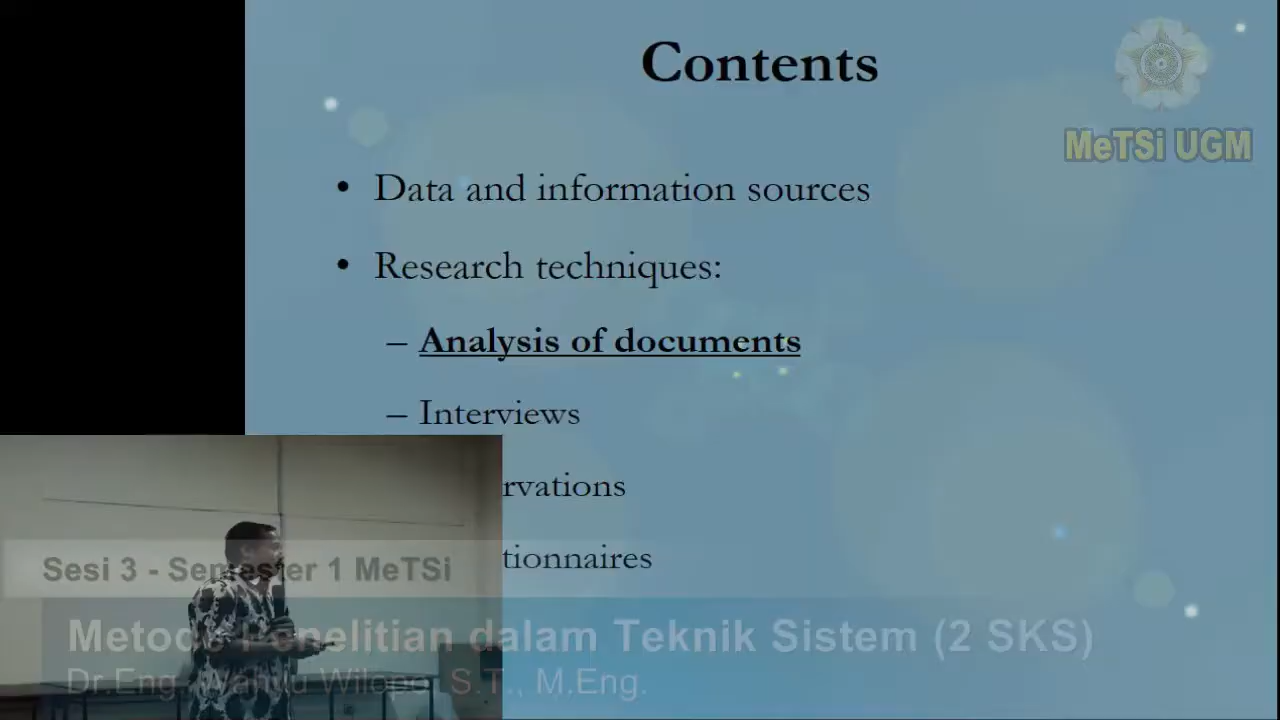 Contents
MeTSi UGM
• Data and information sources
• Research techniques:
– Analysis of documents
– Interviews
rvations
tionnaires
Sesi 3 - Semester 1 MeTSi
Metode Penelitian dalam Teknik Sistem (2 SKS)
Dr.Eng. Wahyu Wilopo, S.T., M.Eng.